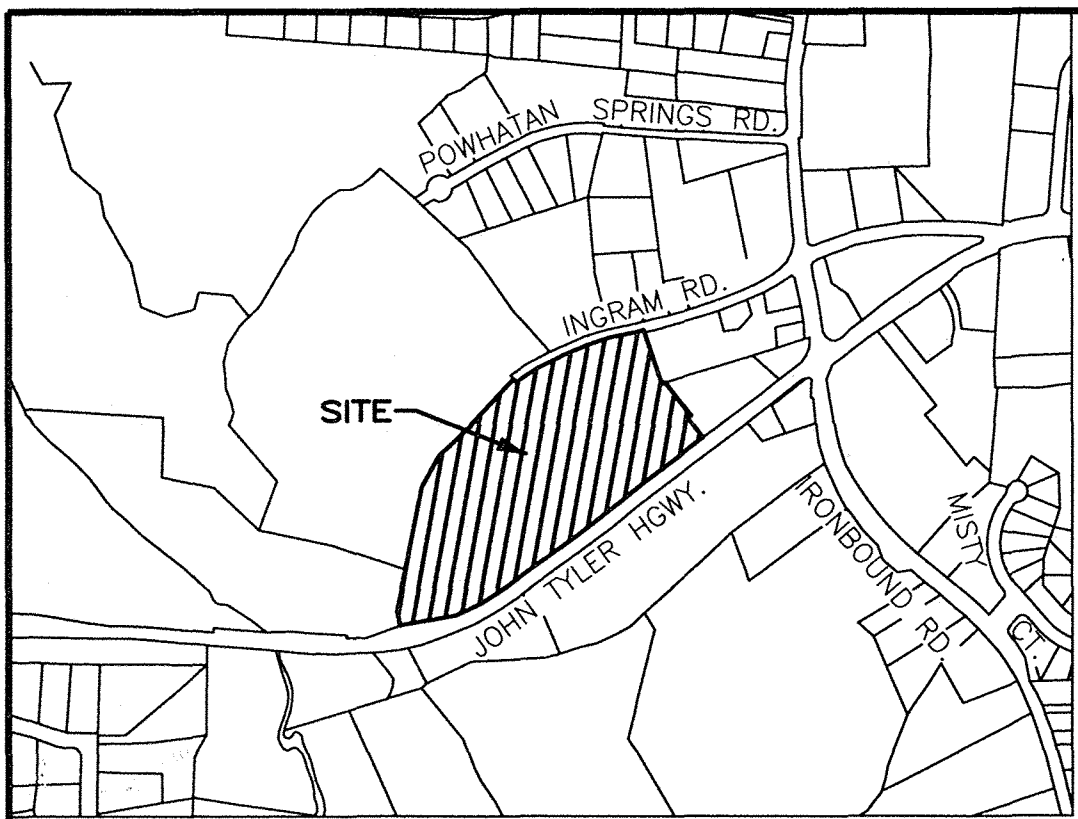 POWHATAN SPRINGS RD.
INGRAM RD.
SITE
JOHN TYLER HGWY.
IRONBOUND RD.
MISTY CT.